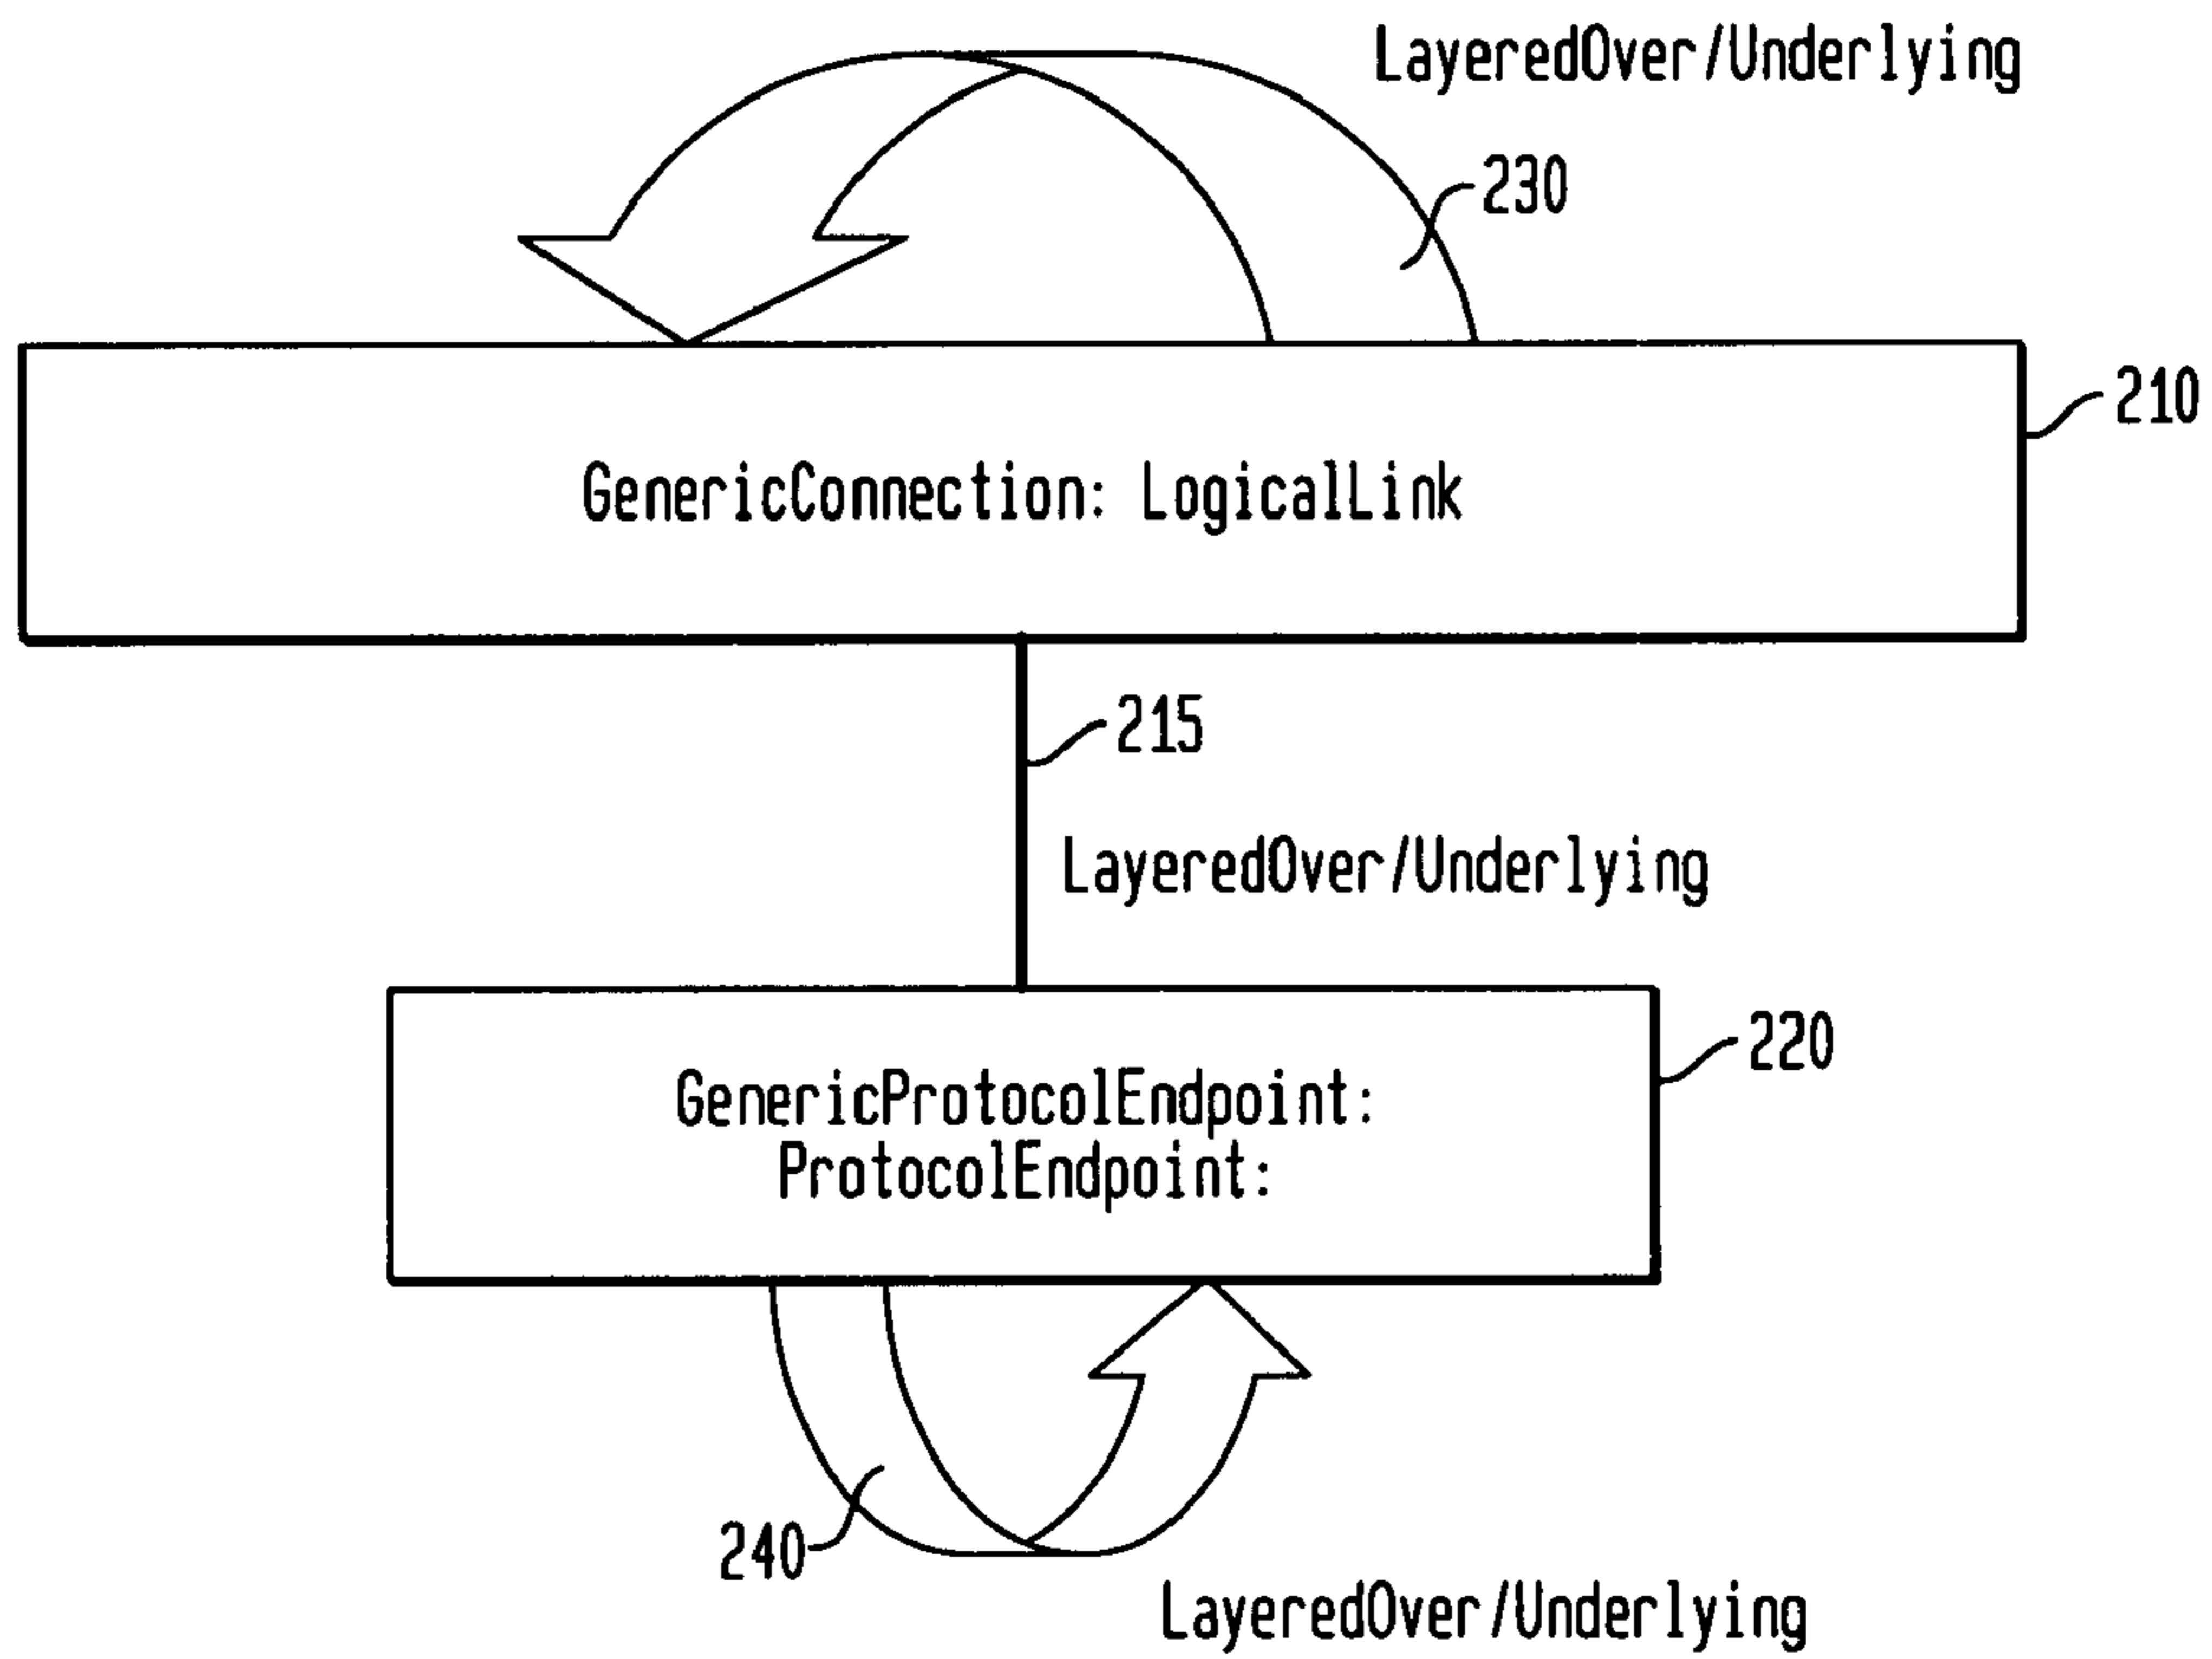 LayeredOver/Underlying
230
210
GenericConnection: LogicalLink
215
LayeredOver/Underlying
220
GenericProtocolEndpoint:
ProtocolEndpoint:
240
LayeredOver/Underlying